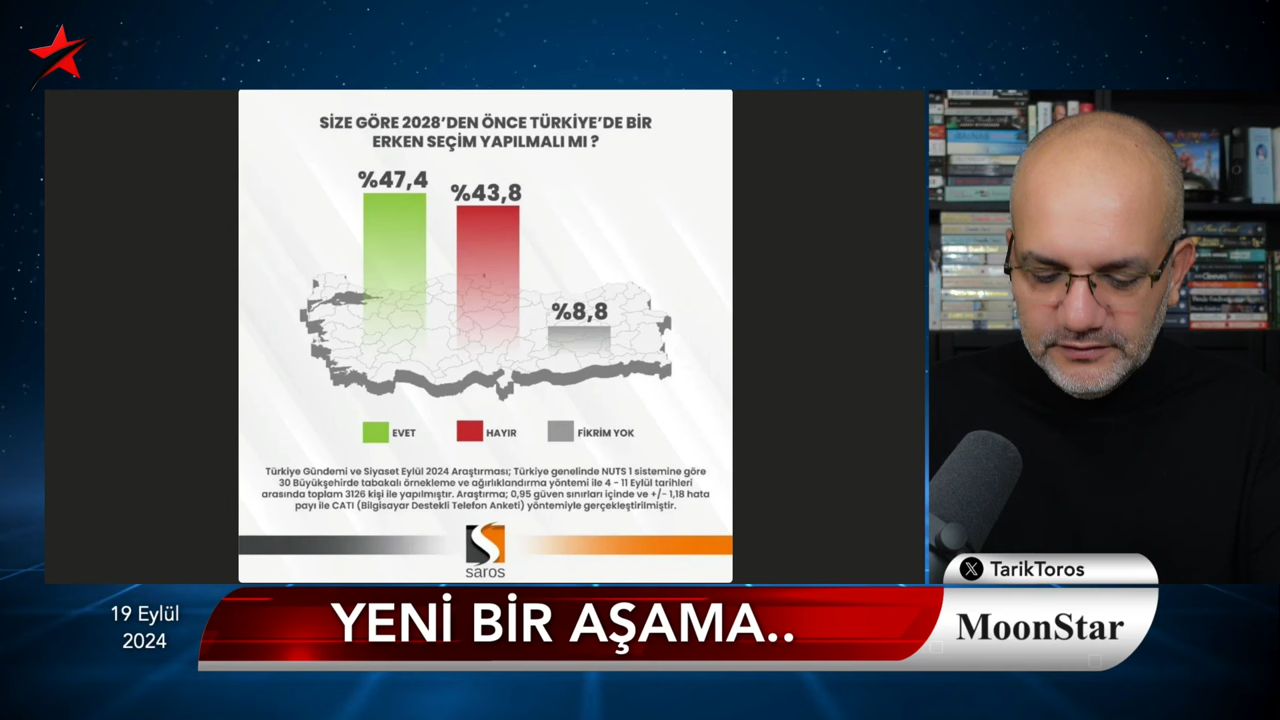 SİZE GÖRE 2028'DEN ÖNCE TÜRKİYE'DE BİR
ERKEN SEÇİM YAPILMALI MI ?
%47,4
%43,8
%8,8
EVET
HAYIR
FİKRİM YOK
Türkiye Gündemi ve Siyaset Eylül 2024 Araştırması; Türkiye genelinde NUTS 1 sistemine göre
30 Büyükşehirde tabakalı örnekleme ve ağırlıklandırma yöntemi ile 4 - 11 Eylül tarihleri
arasında toplam 3126 kişi ile yapılmıştır. Araştırma; 0,95 güven sınırları içinde ve +/- 1,18 hata
payı ile CATI (Bilgisayar Destekli Telefon Anketi) yöntemiyle gerçekleştirilmiştir.
saros
TarikToros
19 Eylül
2024
YENİ BİR AŞAMA..
MoonStar